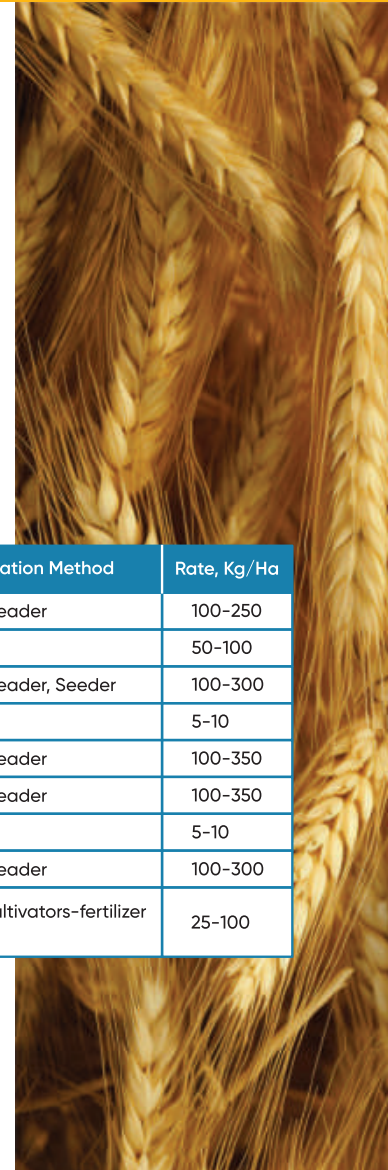 ation Method Rate, Kg/Ha
eader 100-250
50-100
eader, Seeder 100-300
5-10
eader 100-350
eader 100-350
5-10
eader 100-300
ltivators-fertilizer 25-100